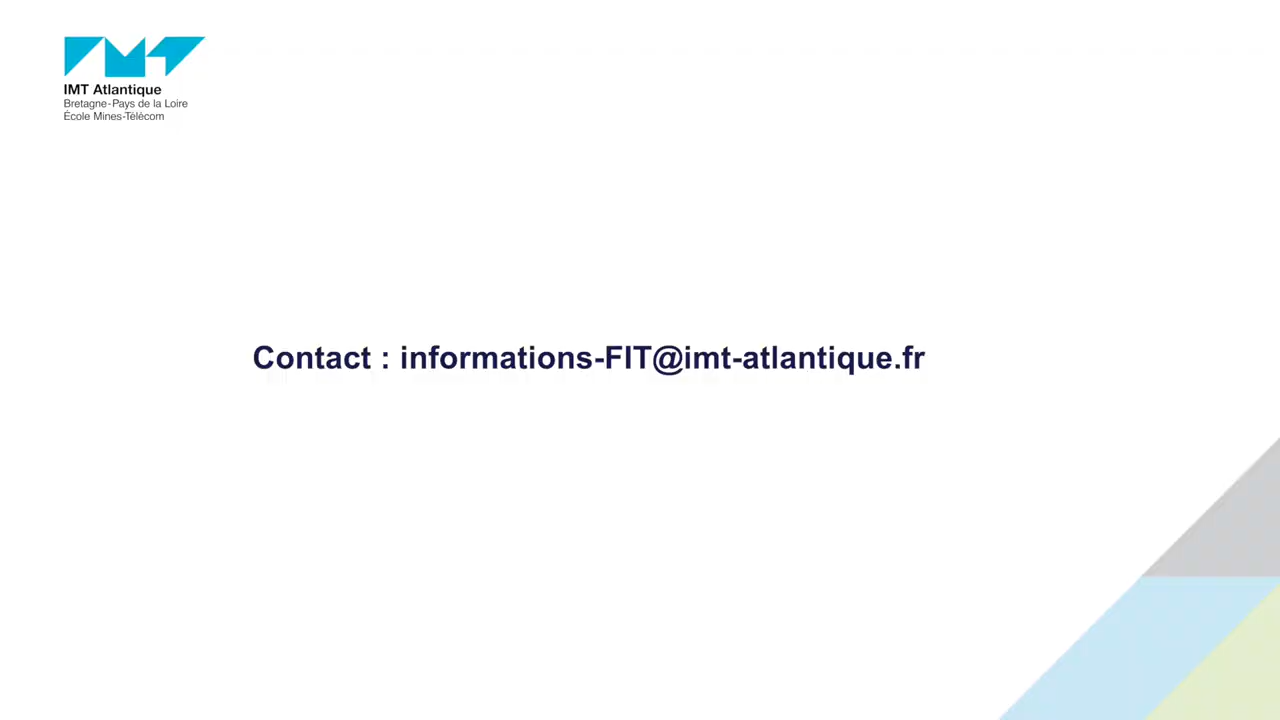 IMT Atlantique
Bretagne-Pays de la Loire
École Mines-Télécom
Contact : informations-FIT@imt-atlantique.fr